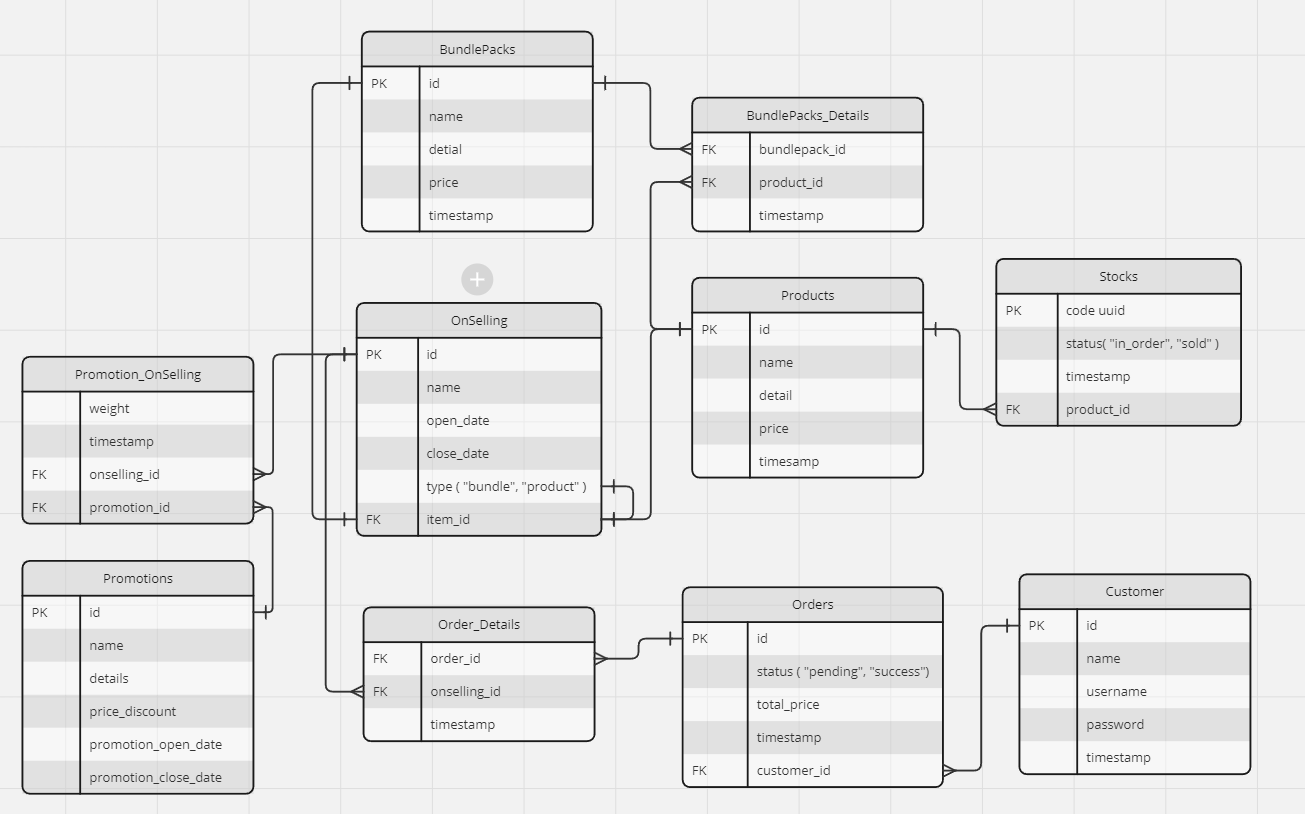 BundlePacks
PK id
name
detial
price
timestamp
BundlePacks_Details
FK bundlepack_id
FK product_id
timestamp
OnSelling
PK id
name
open_date
close_date
type ( "bundle", "product" )
FK item_id
Products
PK id
name
detail
price
timesamp
Stocks
PK code uuid
status( "in_order", "sold" )
timestamp
FK product_id
Promotion_OnSelling
weight
timestamp
FK onselling_id
FK promotion_id
Promotions
PK id
name
details
price_discount
promotion_open_date
promotion_close_date
Order_Details
FK order_id
FK onselling_id
timestamp
Orders
PK id
status ( "pending", "success")
total_price
timestamp
FK customer_id
Customer
PK id
name
username
password
timestamp